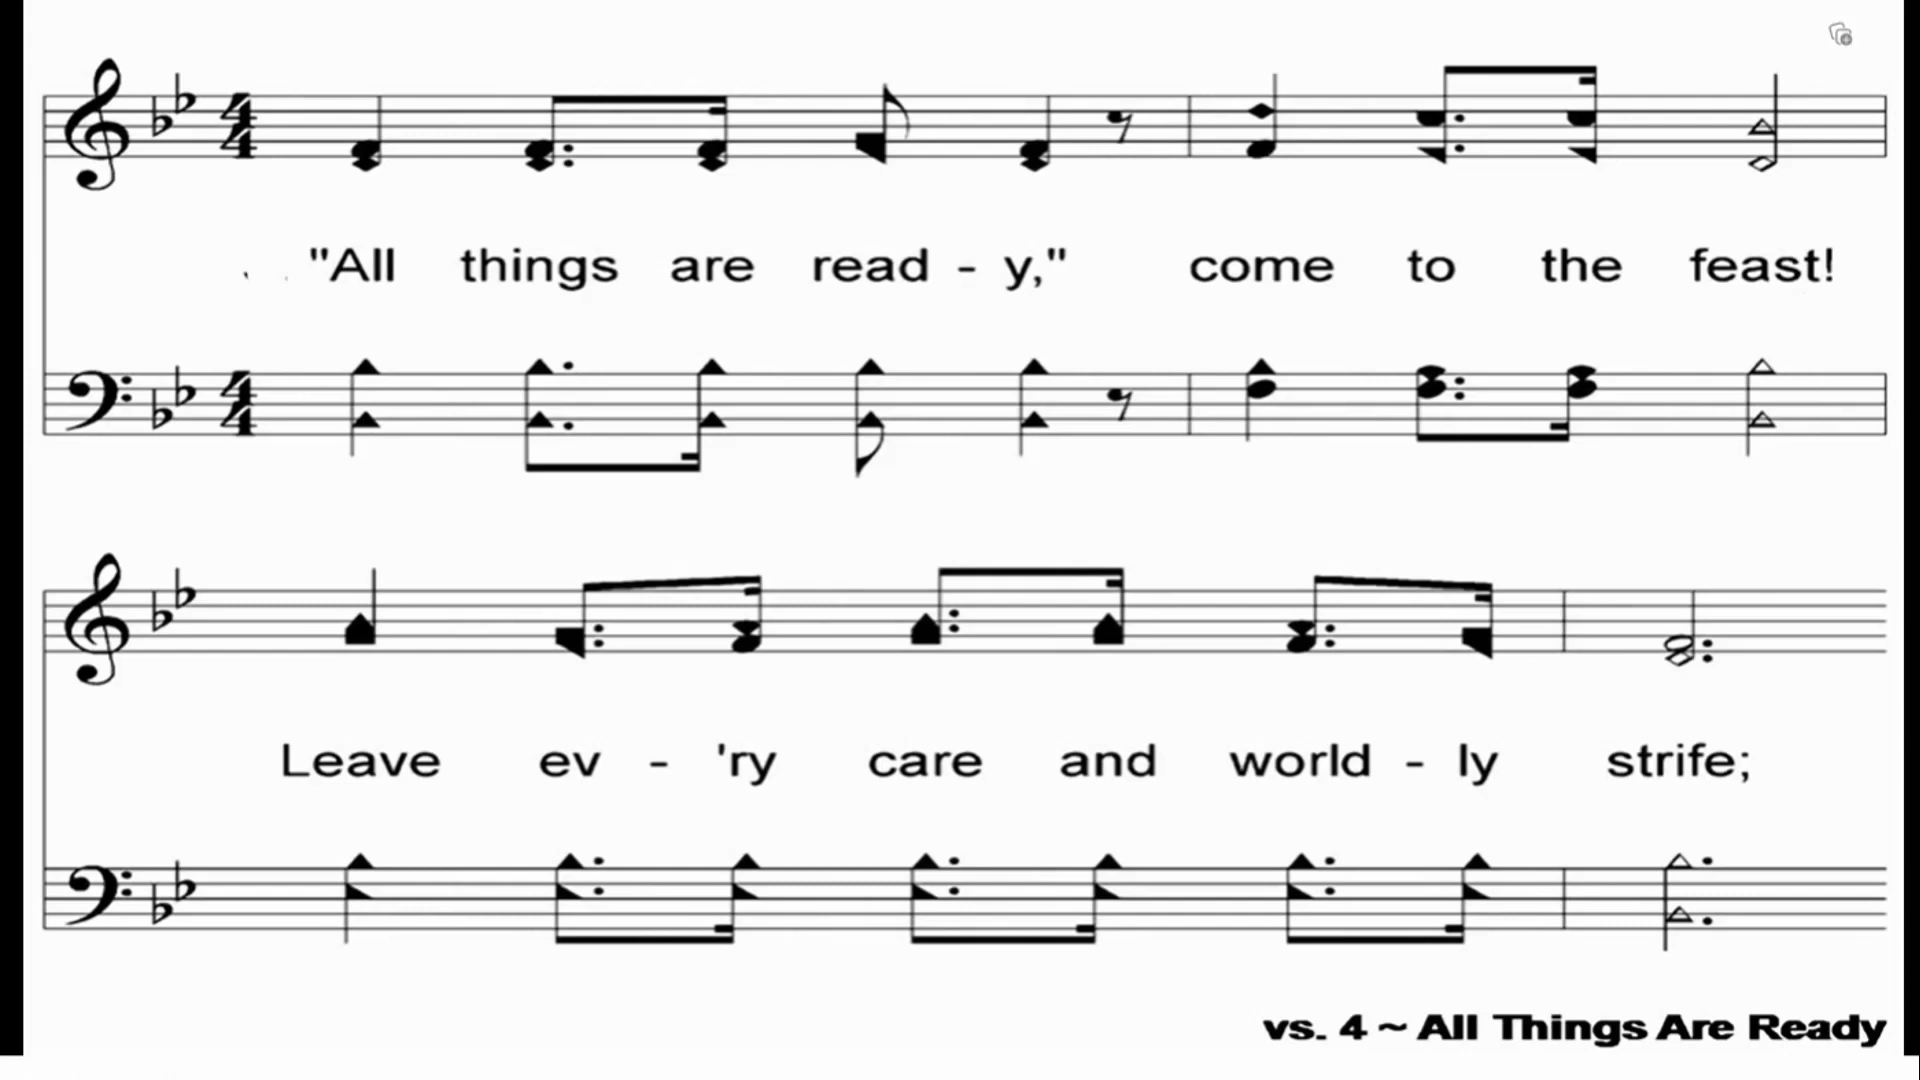 "All things are read - y," come to the feast!
Leave ev - 'ry care and world - ly strife;
vs. 4 ~ All Things Are Ready